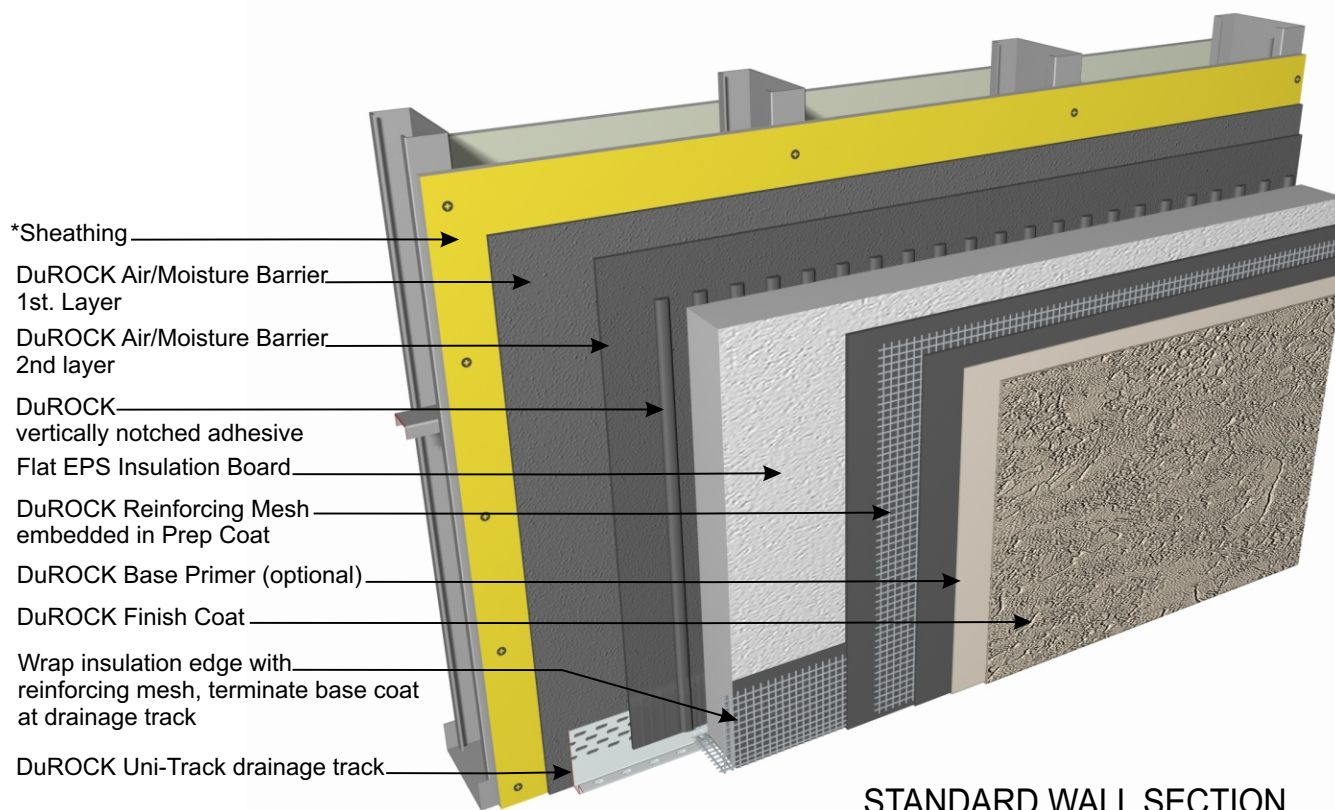 *Sheathing
DuROCK Air/Moisture Barrier
1st. Layer
DuROCK Air/Moisture Barrier
2nd layer
DuROCK
vertically notched adhesive
Flat EPS Insulation Board
DuROCK Reinforcing Mesh
embedded in Prep Coat
DuROCK Base Primer (optional)
DuROCK Finish Coat
Wrap insulation edge with
reinforcing mesh, terminate base coat
at drainage track
DuROCK Uni-Track drainage track
STANDARD WALL SECTION